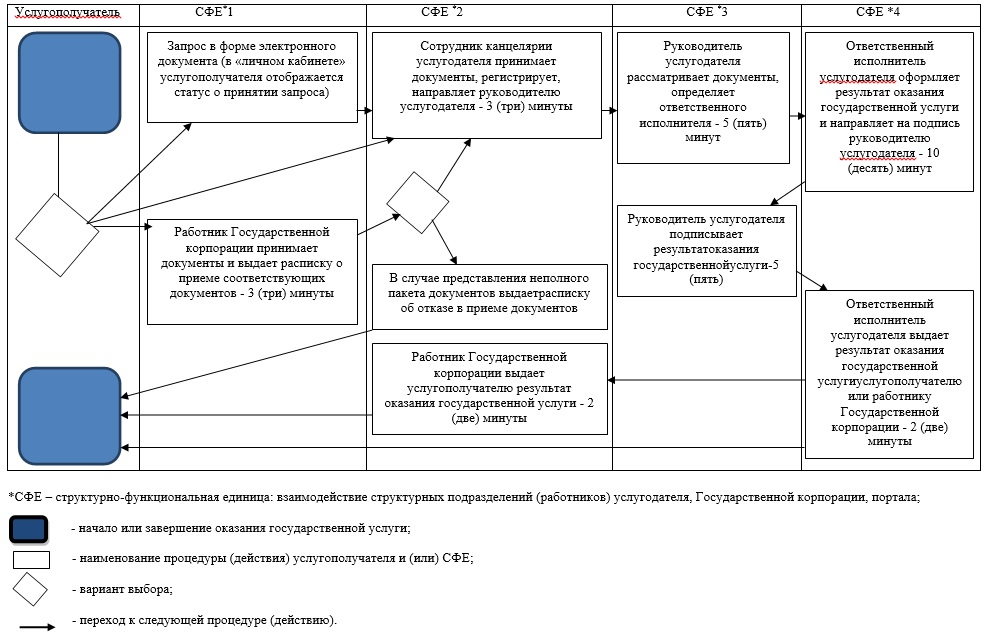 Услугополучатель
СФЕ*1
СФЕ *2
СФЕ *3
СФЕ *4
Запрос в форме электронного
документа (в «личном кабинете»
услугополучателя отображается
статус о принятии запроса)
Сотрудник канцелярии
услугодателя принимает
документы, регистрирует,
направляет руководителю
услугодателя - 3 (три) минуты
Руководитель
услугодателя
рассматривает документы,
определяет
ответственного
исполнителя - 5 (пять)
минут
Ответственный
исполнитель
услугодателя оформляет
результат оказания
государственной услуги
и направляет на подпись
руководителю
услугодателя - 10
(десять) минут
Работник Государственной
корпорации принимает
документы и выдает расписку о
приеме соответствующих
документов - 3 (три) минуты
Руководитель услугодателя
подписывает
результатоказания
государственнойуслуги-5
(пять)
В случае представления неполного
пакета документов выдаетрасписку
об отказе в приеме документов
Ответственный
исполнитель
услугодателя выдает
результат оказания
государственной
услугиуслугополучателю
или работнику
Государственной
корпорации - 2 (две)
минуты
Работник Государственной
корпорации выдает
услугополучателю результат
оказания государственной услуги - 2
(две) минуты
*СФЕ – структурно-функциональная единица: взаимодействие структурных подразделений (работников) услугодателя, Государственной корпорации, портала;
- начало или завершение оказания государственной услуги;
- наименование процедуры (действия) услугополучателя и (или) СФЕ;
- вариант выбора;
- переход к следующей процедуре (действию).